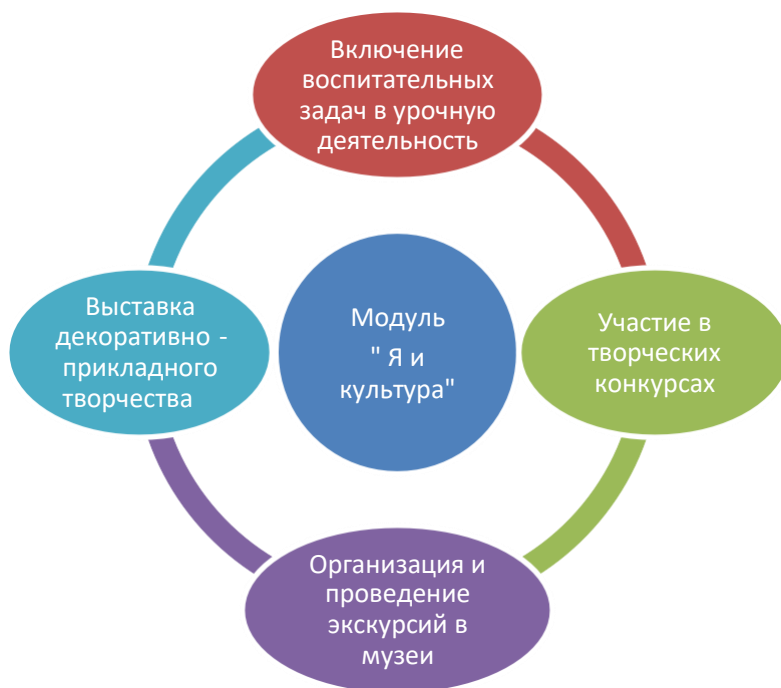 Включение
воспитательных
задач в урочную
деятельность
Выставка
декоративно -
прикладного
творчества
Модуль
" Я и
культура"
Участие в
творческих
конкурсах
Организация и
проведение
экскурсий в
музеи